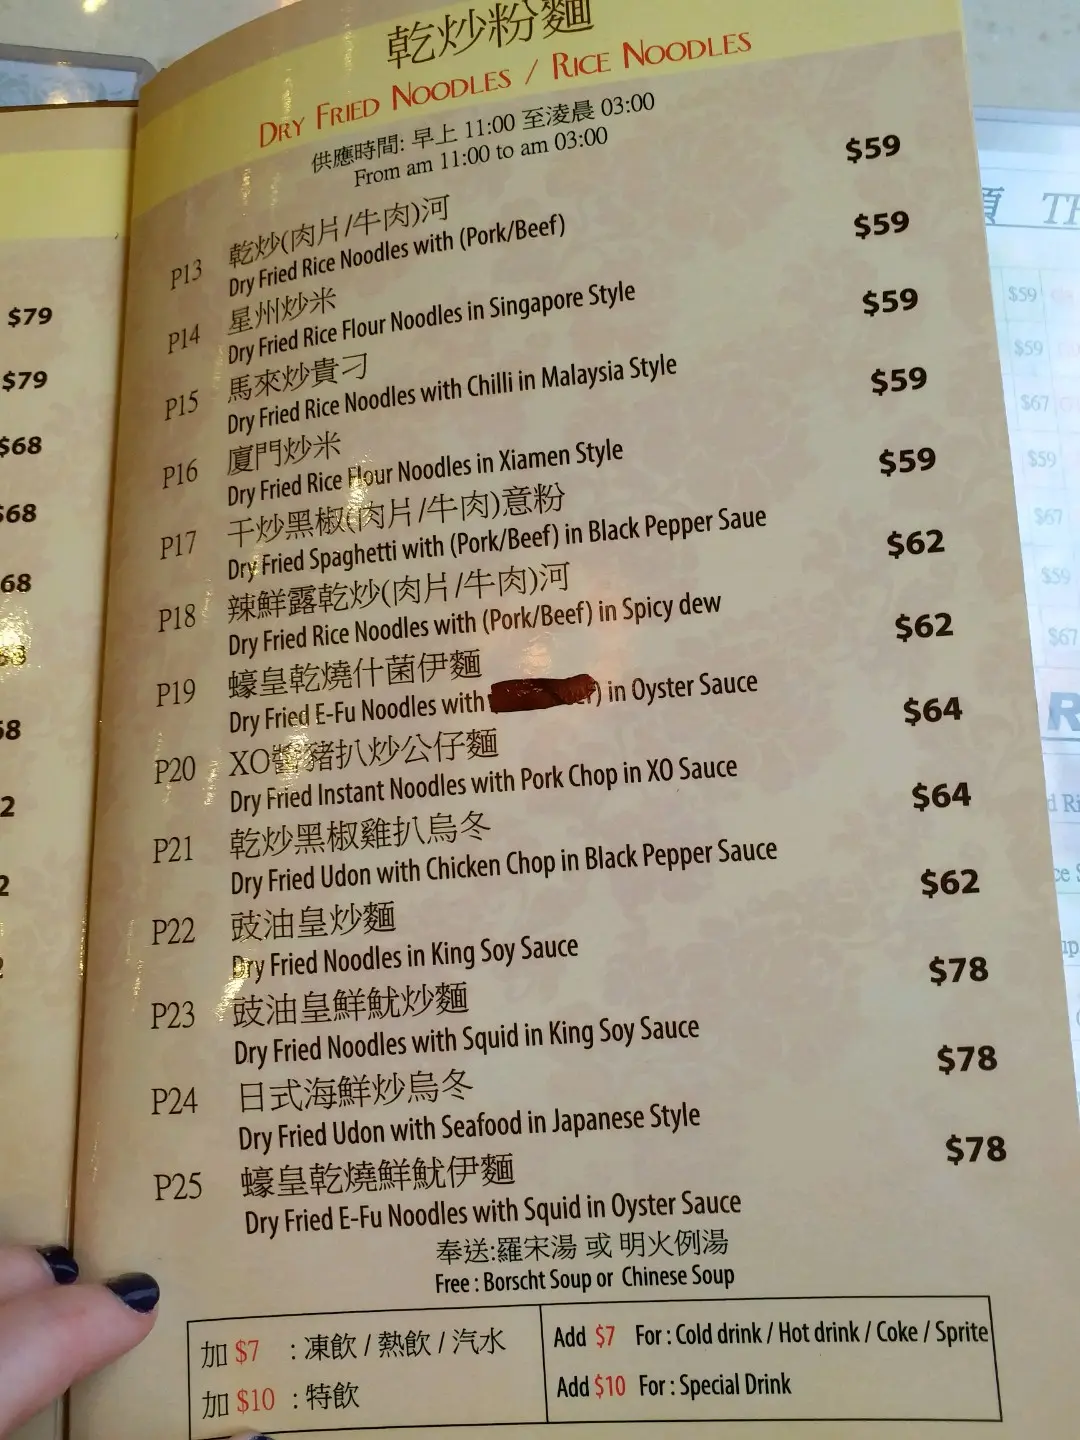 乾炒粉麵
DRY FRIED NOODLES / RICE NOODLES
供應時間: 早上 11:00 至凌晨 03:00
From am 11:00 to am 03:00
P13 乾炒(肉片/牛肉)河 $59
Dry Fried Rice Noodles with (Pork/Beef)
P14 星州炒米 $59
Dry Fried Rice Flour Noodles in Singapore Style
P15 馬來炒貴刁 $59
Dry Fried Rice Noodles with Chilli in Malaysia Style
P16 廈門炒米 $59
Dry Fried Rice Flour Noodles in Xiamen Style
P17 干炒黑椒(肉片/牛肉)意粉 $59
Dry Fried Spaghetti with (Pork/Beef) in Black Pepper Saue
P18 辣鮮露乾炒(肉片/牛肉)河 $62
Dry Fried Rice Noodles with (Pork/Beef) in Spicy dew
P19 蠔皇乾燒什菌伊麵 $62
Dry Fried E-Fu Noodles with in Oyster Sauce
P20 XO醬豬扒炒公仔麵 $64
Dry Fried Instant Noodles with Pork Chop in XO Sauce
P21 乾炒黑椒雞扒烏冬 $64
Dry Fried Udon with Chicken Chop in Black Pepper Sauce
P22 豉油皇炒麵 $62
Dry Fried Noodles in King Soy Sauce
P23 豉油皇鮮魷炒麵 $78
Dry Fried Noodles with Squid in King Soy Sauce
P24 日式海鮮炒烏冬 $78
Dry Fried Udon with Seafood in Japanese Style
P25 蠔皇乾燒鮮魷伊麵 $78
Dry Fried E-Fu Noodles with Squid in Oyster Sauce
奉送:羅宋湯 或 明火例湯
Free : Borscht Soup or Chinese Soup
加 $7 : 凍飲 / 熱飲 / 汽水
加 $10 : 特飲
Add $7 For : Cold drink / Hot drink / Coke / Sprite
Add $10 For : Special Drink
$79
$79
$68
$59
$59
$67
$59
$67
$59
$67